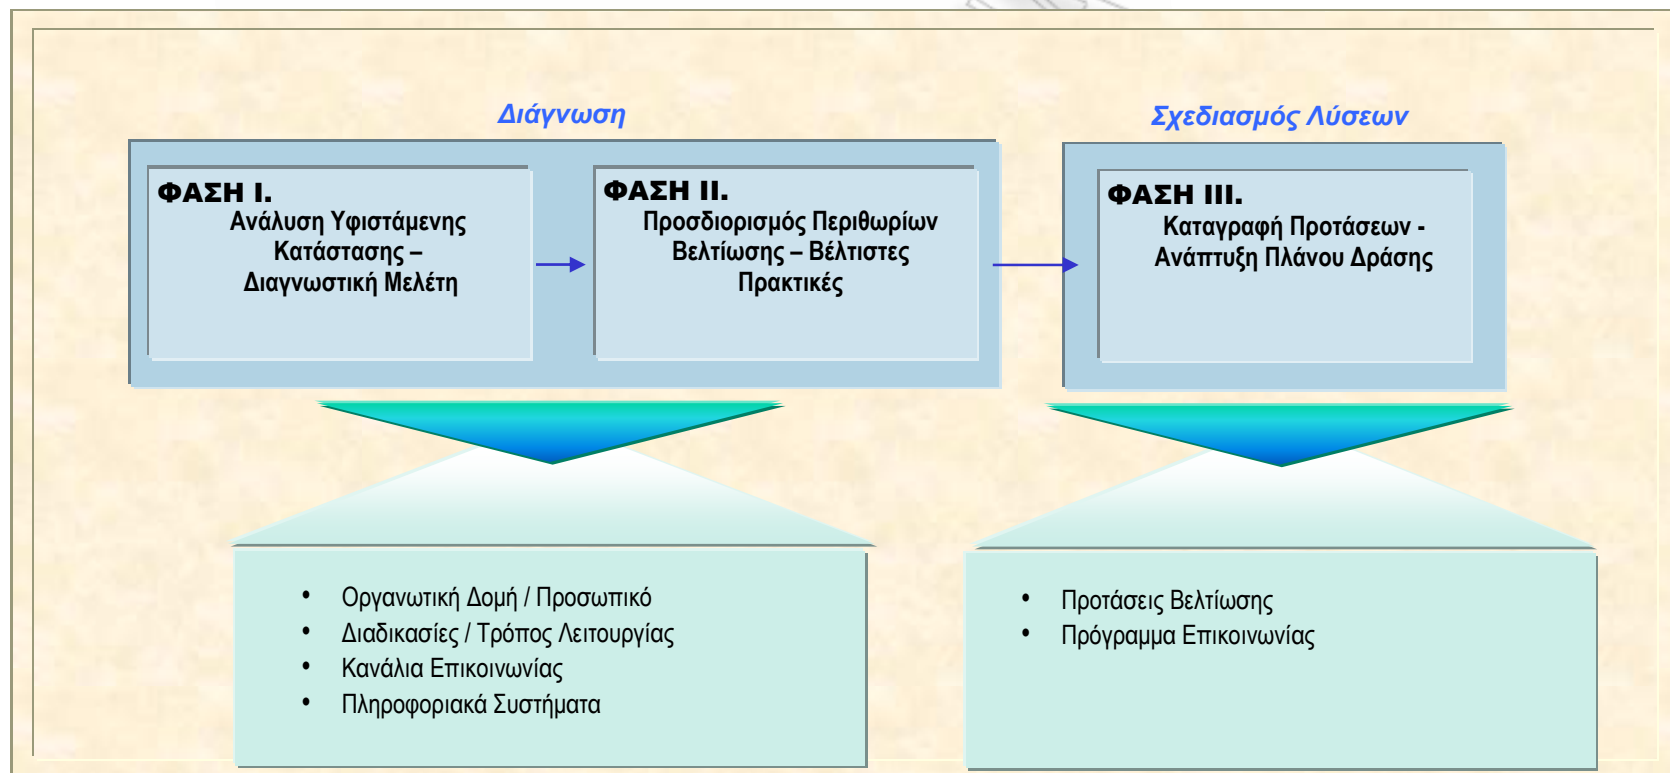 Διάγνωση
ΦΑΣΗ Ι.
Ανάλυση Υφιστάμενης
Κατάστασης –
Διαγνωστική Μελέτη
ΦΑΣΗ ΙΙ.
Προσδιορισμός Περιθωρίων
Βελτίωσης – Βέλτιστες
Πρακτικές
Σχεδιασμός Λύσεων
ΦΑΣΗ ΙΙΙ.
Καταγραφή Προτάσεων -
Ανάπτυξη Πλάνου Δράσης
• Οργανωτική Δομή / Προσωπικό
• Διαδικασίες / Τρόπος Λειτουργίας
• Κανάλια Επικοινωνίας
• Πληροφοριακά Συστήματα
• Προτάσεις Βελτίωσης
• Πρόγραμμα Επικοινωνίας